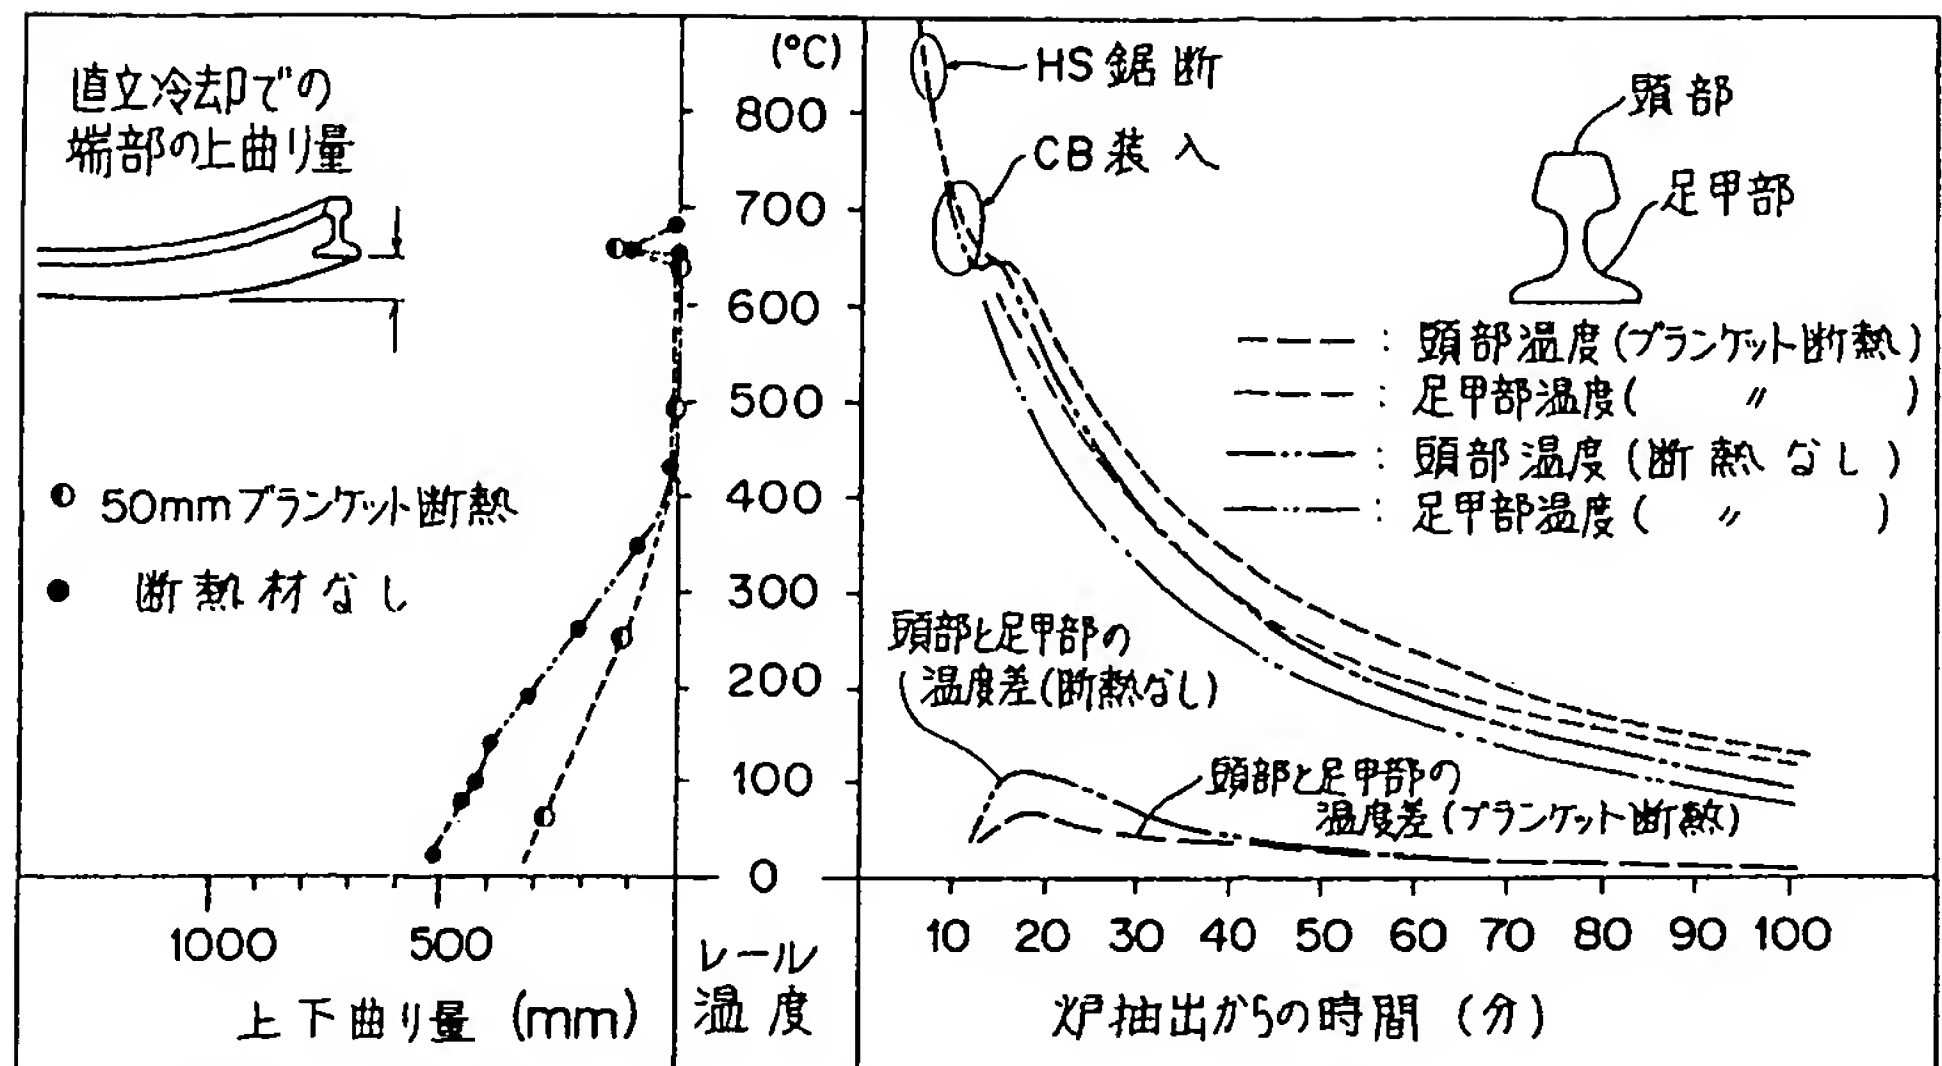 直立冷却での
端部の上曲り量
50mmブランケット断熱
断熱材なし
1000
500
上下曲り量 (mm)
(°C)
800
700
600
500
400
300
200
100
0
レール
温度
HS鋸断
CB装入
頭部
足甲部
: 頭部温度(ブランケット断熱)
: 足甲部温度( 〃 )
: 頭部温度(断熱なし)
: 足甲部温度( 〃 )
頭部と足甲部の
温度差(断熱なし)
頭部と足甲部の
温度差(ブランケット断熱)
10 20 30 40 50 60 70 80 90 100
炉抽出からの時間 (分)